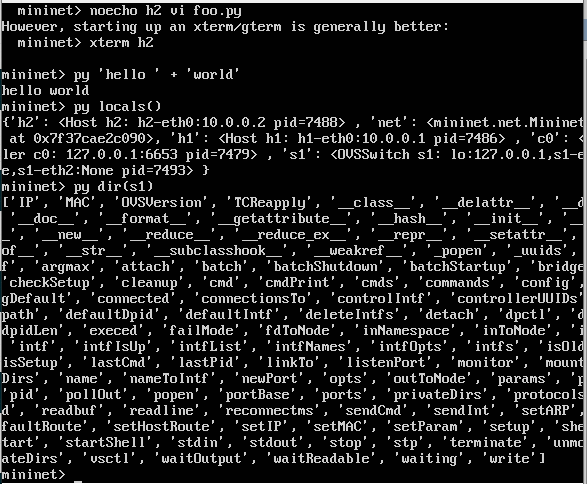 mininet> noecho h2 vi foo.py
However, starting up an xterm/gterm is generally better:
mininet> xterm h2
mininet> py 'hello ' + 'world'
hello world
mininet> py locals()
{'h2': <Host h2: h2-eth0:10.0.0.2 pid=7488> , 'net': <mininet.net.Mininet
at 0x7f37cae2c090>, 'h1': <Host h1: h1-eth0:10.0.0.1 pid=7486> , 'c0': <
ler c0: 127.0.0.1:6653 pid=7479> , 's1': <OVSSwitch s1: lo:127.0.0.1,s1-e
e,s1-eth2:None pid=7493> }
mininet> py dir(s1)
['IP', 'MAC', 'OVSVersion', 'TCReapply', '__class__', '__delattr__', '__d
'__doc__', '__format__', '__getattribute__', '__hash__', '__init__', '__
_', '__new__', '__reduce__', '__reduce_ex__', '__repr__', '__setattr__',
of__', '__str__', '__subclasshook__', '__weakref__', '_popen', '_uuids',
f', 'argmax', 'attach', 'batch', 'batchShutdown', 'batchStartup', 'bridge
'checkSetup', 'cleanup', 'cmd', 'cmdPrint', 'cmds', 'commands', 'config',
gDefault', 'connected', 'connectionsTo', 'controlIntf', 'controllerUUIDs'
path', 'defaultDpid', 'defaultIntf', 'deleteIntfs', 'detach', 'dpctl', 'd
dpidLen', 'execed', 'failMode', 'fdToNode', 'inNamespace', 'inToNode', 'i
'intf', 'intfIsUp', 'intfList', 'intfNames', 'intfOpts', 'intfs', 'isOld
isSetup', 'lastCmd', 'lastPid', 'linkTo', 'listenPort', 'monitor', 'mount
Dirs', 'name', 'nameToIntf', 'newPort', 'opts', 'outToNode', 'params', 'p
'pid', 'pollOut', 'popen', 'portBase', 'ports', 'privateDirs', 'protocols
d', 'readbuf', 'readline', 'reconnectms', 'sendCmd', 'sendInt', 'setARP'
faultRoute', 'setHostRoute', 'setIP', 'setMAC', 'setParam', 'setup', 'she
tart', 'startShell', 'stdin', 'stdout', 'stop', 'stp', 'terminate', 'unmo
ateDirs', 'vsctl', 'waitOutput', 'waitReadable', 'waiting', 'write']
mininet>